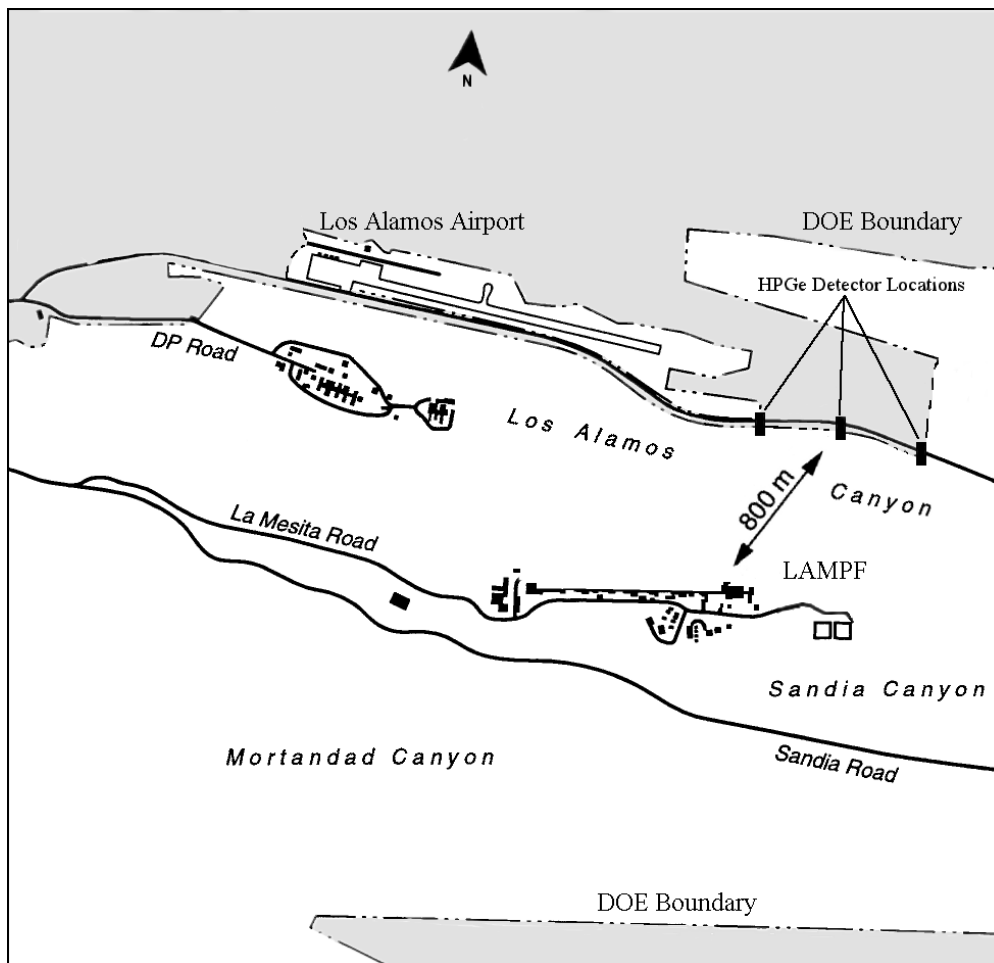 N
Los Alamos Airport
DOE Boundary
HPGe Detector Locations
DP Road
Los Alamos
Canyon
800 m
La Mesita Road
LAMPF
Sandia Canyon
Mortandad Canyon
Sandia Road
DOE Boundary